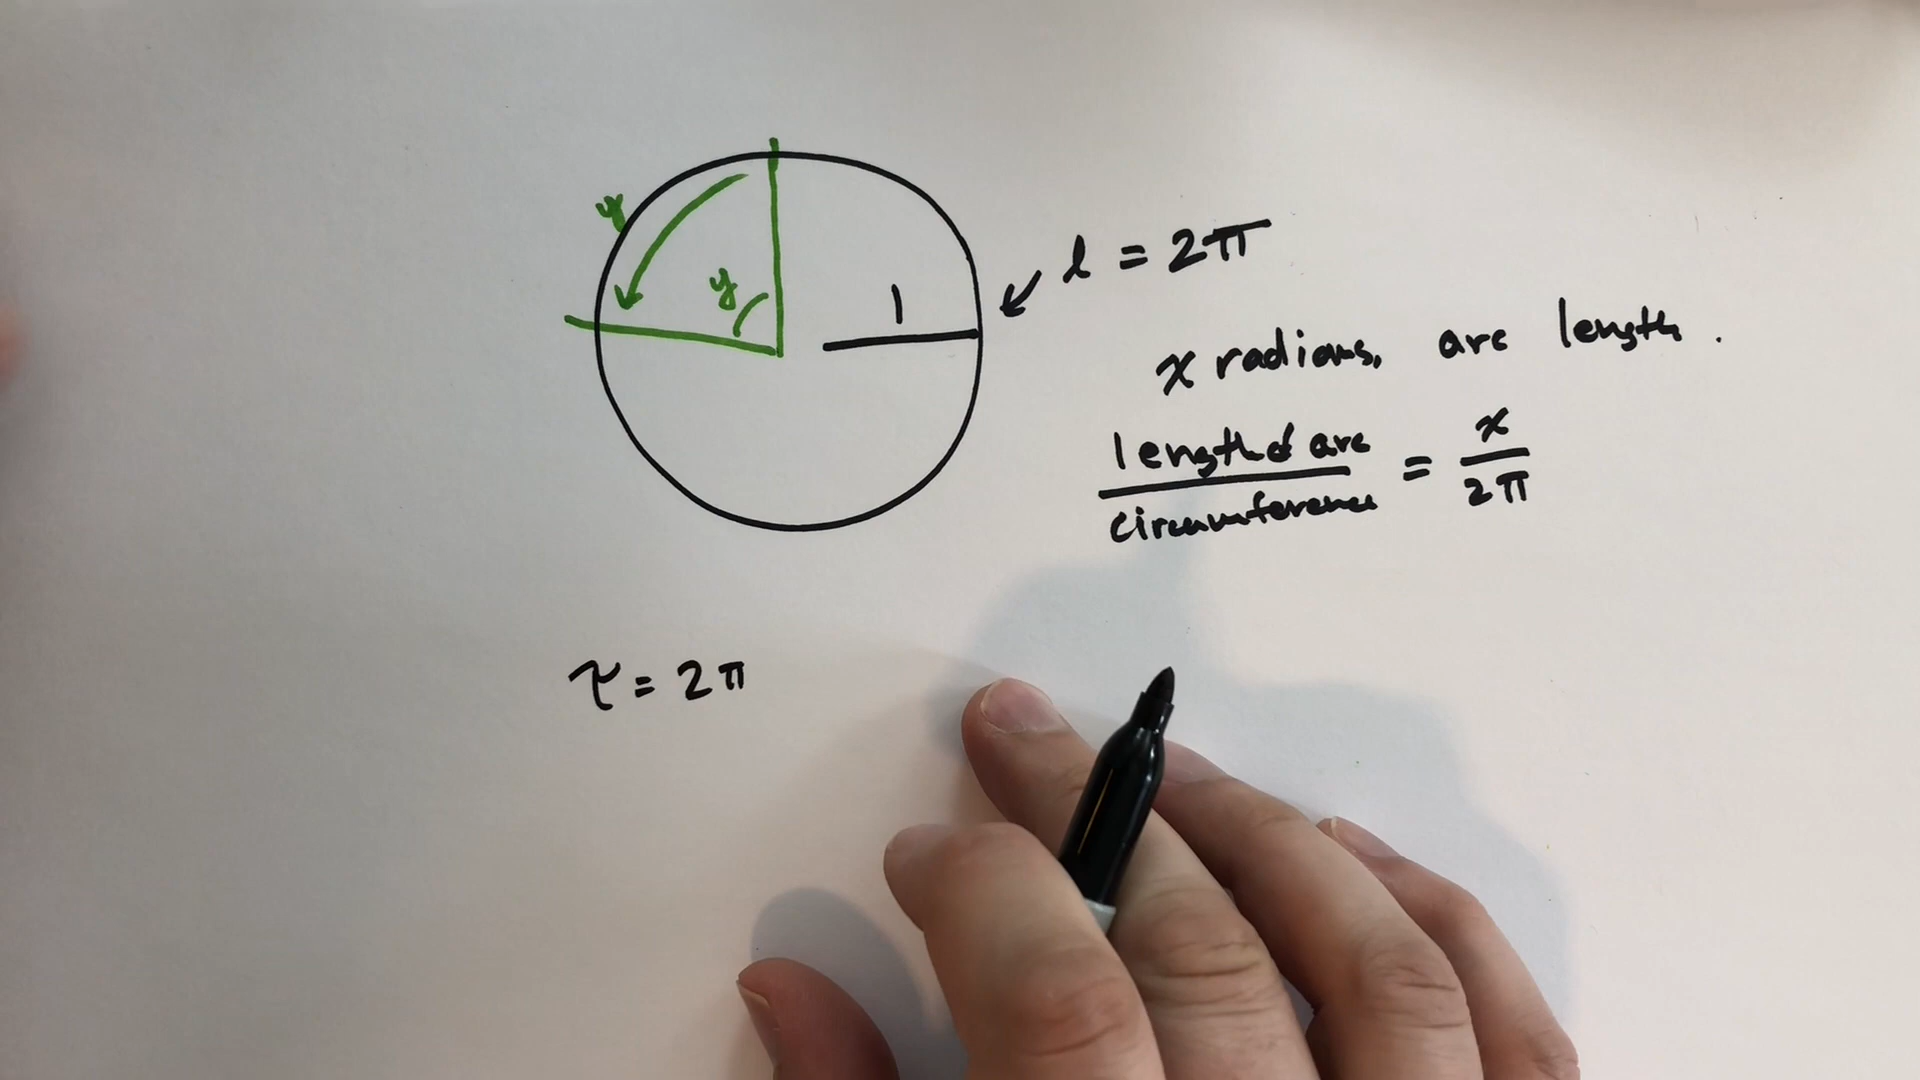 y
y
1
l = 2π
x radians, arc length.
length of arc / circumference = x / 2π
τ = 2π